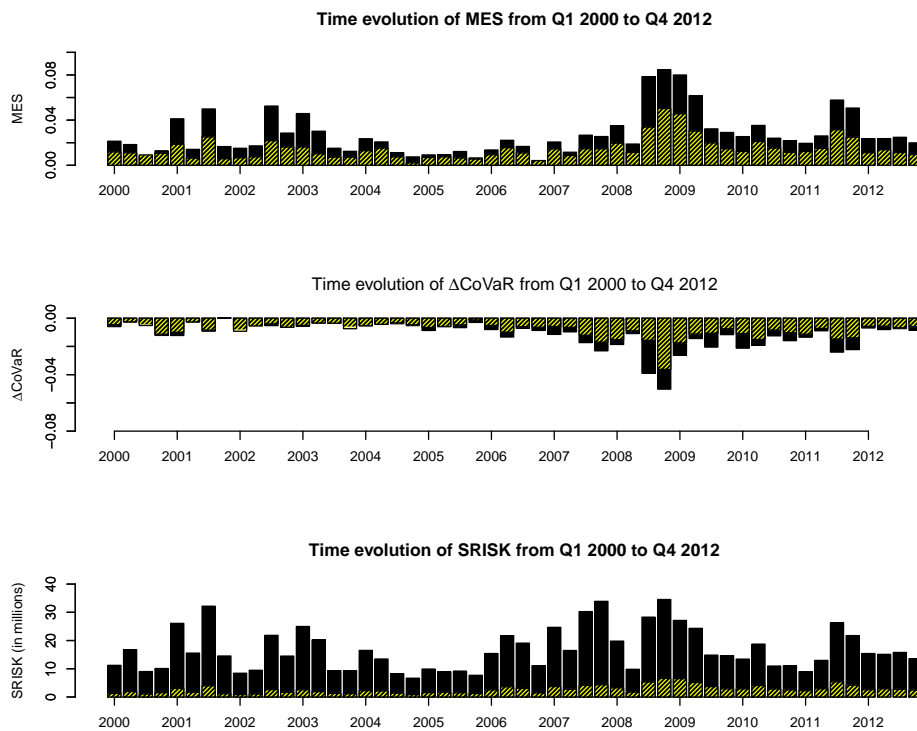 Time evolution of MES from Q1 2000 to Q4 2012
MES
0.00 0.04 0.08
2000 2001 2002 2003 2004 2005 2006 2007 2008 2009 2010 2011 2012
Time evolution of ΔCoVaR from Q1 2000 to Q4 2012
ΔCoVaR
−0.08 −0.04 0.00
2000 2001 2002 2003 2004 2005 2006 2007 2008 2009 2010 2011 2012
Time evolution of SRISK from Q1 2000 to Q4 2012
SRISK (in millions)
0 10 20 30 40
2000 2001 2002 2003 2004 2005 2006 2007 2008 2009 2010 2011 2012